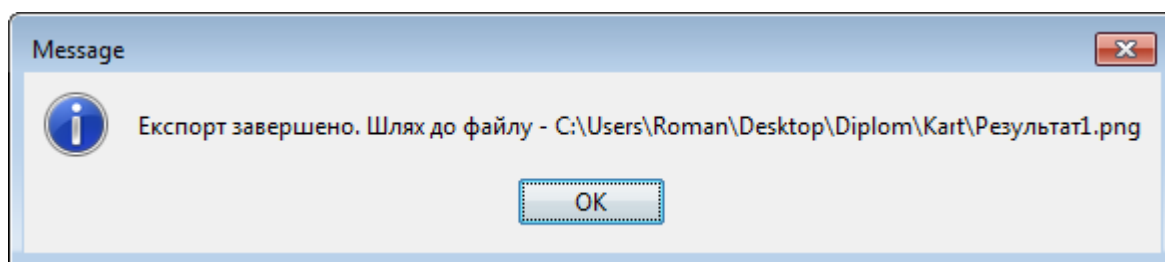 Message
Експорт завершено. Шлях до файлу - C:\Users\Roman\Desktop\Diplom\Kart\Результат1.png
OK